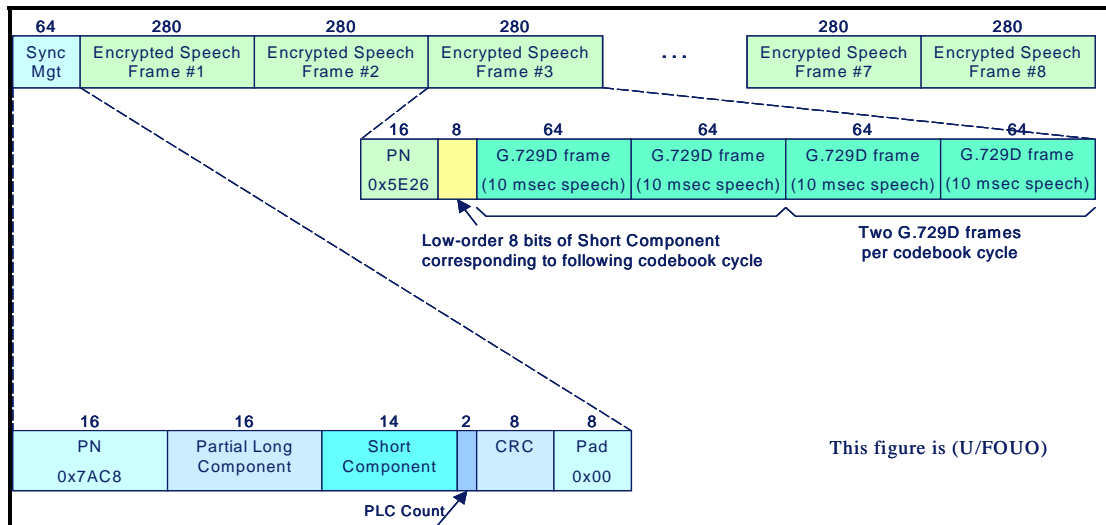 64 280 280 280 280 280
Sync Mgt
Encrypted Speech Frame #1
Encrypted Speech Frame #2
Encrypted Speech Frame #3
...
Encrypted Speech Frame #7
Encrypted Speech Frame #8
16 8 64 64 64 64
PN
0x5E26
G.729D frame
(10 msec speech)
G.729D frame
(10 msec speech)
G.729D frame
(10 msec speech)
G.729D frame
(10 msec speech)
Low-order 8 bits of Short Component
corresponding to following codebook cycle
Two G.729D frames
per codebook cycle
16 16 14 2 8 8
PN
0x7AC8
Partial Long
Component
Short
Component
CRC
Pad
0x00
PLC Count
This figure is (U/FOUO)